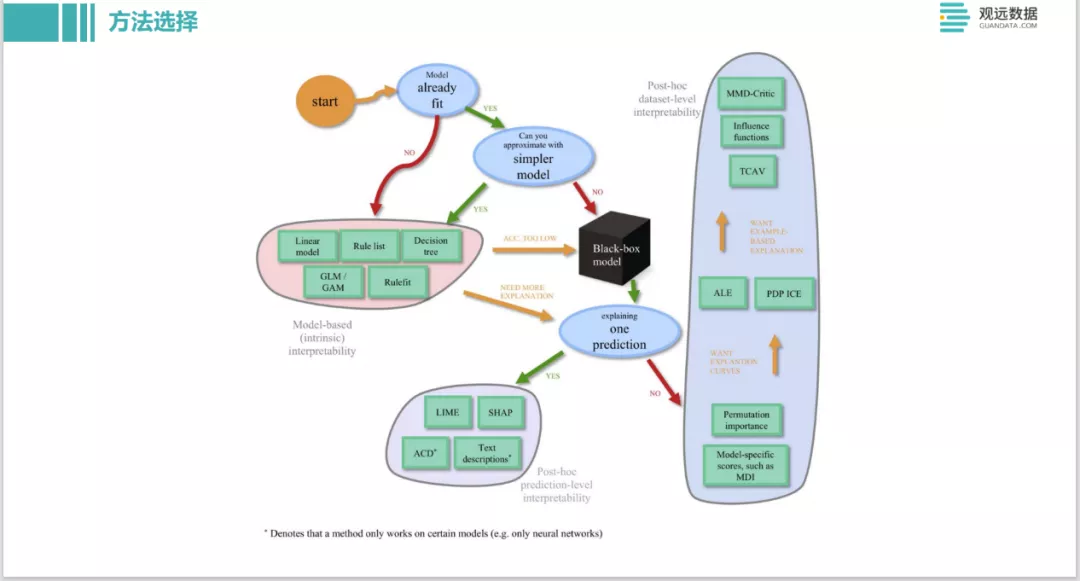 方法选择
观远数据
GUANDATA.COM
start
Model
already
fit
YES
NO
Can you
approximate with
simpler
model
YES
NO
Linear
model
Rule list
Decision
tree
GLM /
GAM
Rulefit
Model-based
(intrinsic)
interpretability
ACC. TOO LOW
NEED MORE
EXPLANATION
Black-box
model
explaining
one
prediction
YES
NO
LIME
SHAP
ACD*
Text
descriptions*
Post-hoc
prediction-level
interpretability
Post-hoc
dataset-level
interpretability
MMD-Critic
Influence
functions
TCAV
WANT
EXAMPLE-
BASED
EXPLANATION
ALE
PDP ICE
WANT
EXPLANTION
CURVES
Permutation
importance
Model-specific
scores, such as
MDI
* Denotes that a method only works on certain models (e.g. only neural networks)